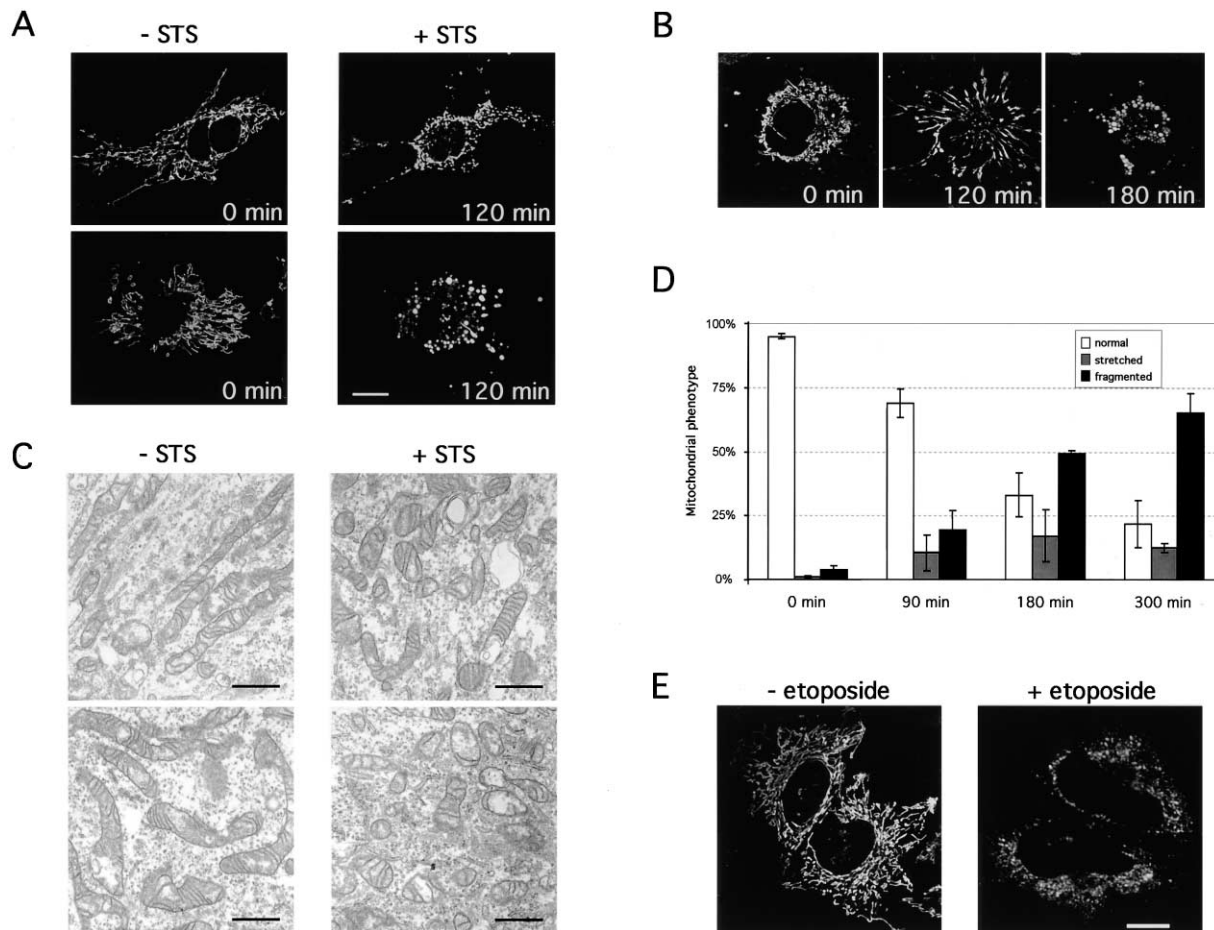 A
- STS
+ STS
0 min
120 min
0 min
120 min
B
0 min
120 min
180 min
C
- STS
+ STS
D
Mitochondrial phenotype
100%
75%
50%
25%
0%
normal
stretched
fragmented
0 min
90 min
180 min
300 min
E
- etoposide
+ etoposide